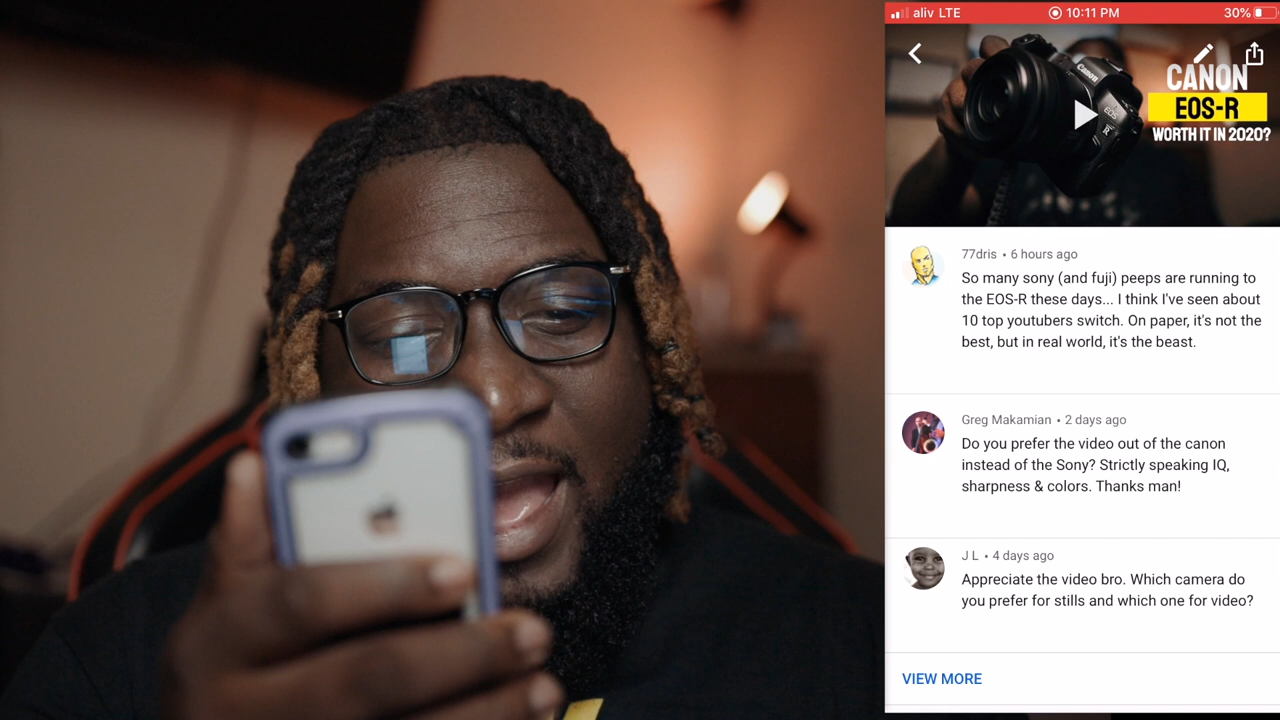 aliv LTE 10:11 PM 30%
Canon
EOS
R
CANON
EOS-R
WORTH IT IN 2020?
77dris • 6 hours ago
So many sony (and fuji) peeps are running to
the EOS-R these days... I think I've seen about
10 top youtubers switch. On paper, it's not the
best, but in real world, it's the beast.
Greg Makamian • 2 days ago
Do you prefer the video out of the canon
instead of the Sony? Strictly speaking IQ,
sharpness & colors. Thanks man!
J L • 4 days ago
Appreciate the video bro. Which camera do
you prefer for stills and which one for video?
VIEW MORE